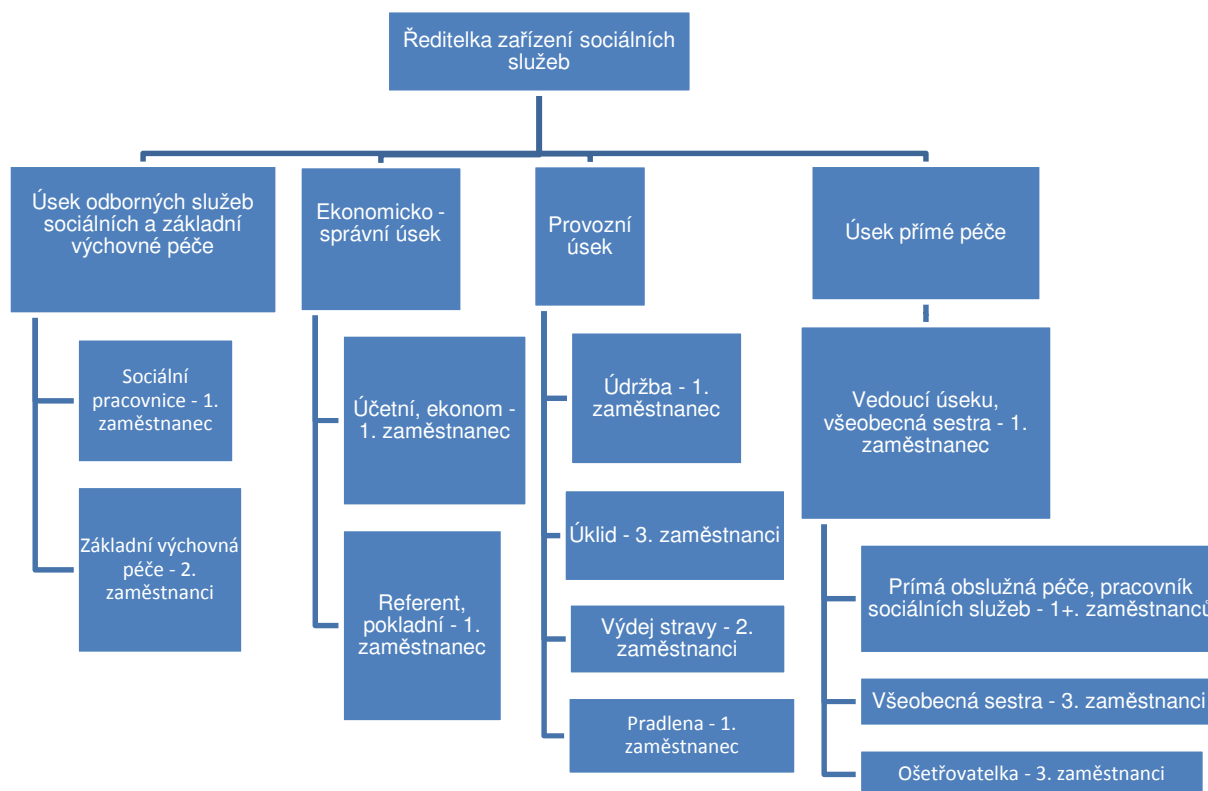 Ředitelka zařízení sociálních
služeb
Úsek odborných služeb
sociálních a základní
výchovné péče
Ekonomicko -
správní úsek
Provozní
úsek
Úsek přímé péče
Sociální
pracovnice - 1.
zaměstnanec
Základní výchovná
péče - 2.
zaměstnanci
Účetní, ekonom -
1. zaměstnanec
Referent,
pokladní - 1.
zaměstnanec
Údržba - 1.
zaměstnanec
Úklid - 3. zaměstnanci
Výdej stravy - 2.
zaměstnanci
Pradlena - 1.
zaměstnanec
Vedoucí úseku,
všeobecná sestra - 1.
zaměstnanec
Prímá obslužná péče, pracovník
sociálních služeb - 1+. zaměstnanců
Všeobecná sestra - 3. zaměstnanci
Ošetřovatelka - 3. zaměstnanci